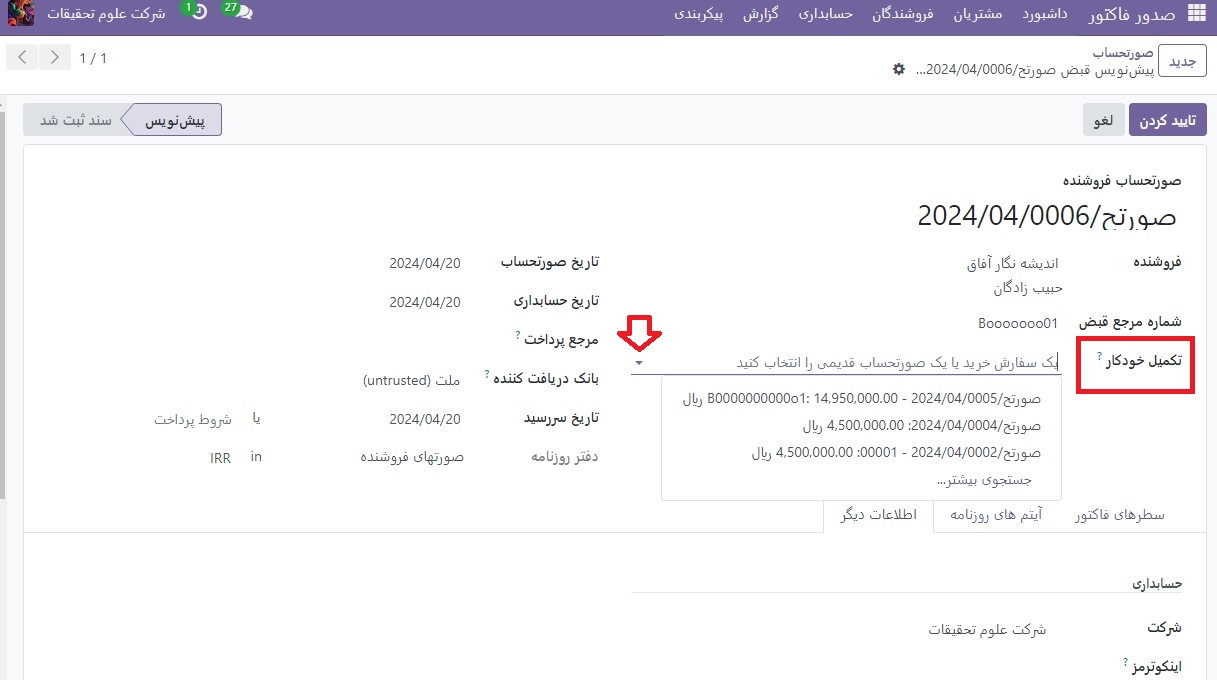 صدور فاکتور داشبورد مشتریان فروشندگان حسابداری گزارش پیکربندی 27 1 شرکت علوم تحقیقات
جدید
صورتحساب
پیش‌نویس قبض صورتح/2024/04/0006...
1 / 1
تایید کردن لغو پیش‌نویس سند ثبت شد
صورتحساب فروشنده
صورتح/2024/04/0006
فروشنده
اندیشه نگار آفاق
حبیب زادگان
شماره مرجع قبض Booooooo01
تکمیل خودکار ?
یک سفارش خرید یا یک صورتحساب قدیمی را انتخاب کنید
صورتح/2024/04/0005 - B0000000000o1: 14,950,000.00 ریال
صورتح/2024/04/0004: 4,500,000.00 ریال
صورتح/2024/04/0002 - 00001: 4,500,000.00 ریال
جستجوی بیشتر...
تاریخ صورتحساب 2024/04/20
تاریخ حسابداری 2024/04/20
مرجع پرداخت ?
بانک دریافت کننده ? ملت (untrusted)
تاریخ سررسید 2024/04/20 یا شروط پرداخت
دفتر روزنامه صورتهای فروشنده in IRR
سطرهای فاکتور آیتم های روزنامه اطلاعات دیگر
حسابداری
شرکت شرکت علوم تحقیقات
اینکوترمز ?